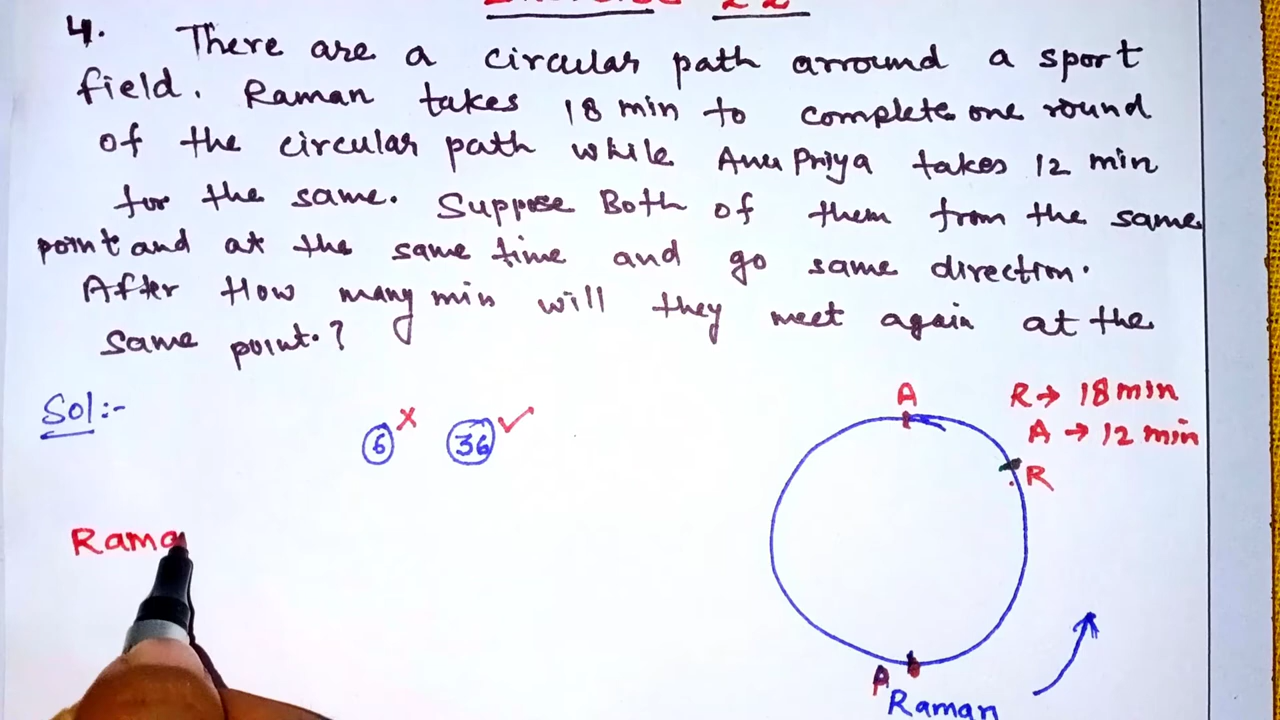 4. There are a circular path arround a sport
field. Raman takes 18 min to complete one round
of the circular path while Anu Priya takes 12 min
for the same. Suppose Both of them from the same
point and at the same time and go same direction.
After How many min will they meet again at the
same point.?
Sol:-
6 x 36 ✓
A
R → 18 min
A → 12 min
R
Rama
A
Raman